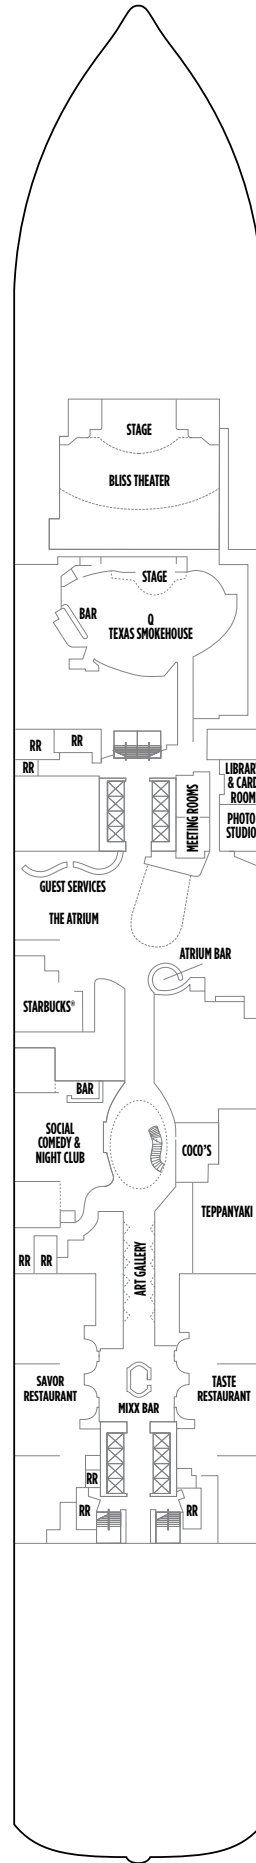 STAGE
BLISS THEATER
STAGE
BAR
Q
TEXAS SMOKEHOUSE
RR
RR
RR
LIBRARY
& CARD
ROOM
MEETING ROOMS
PHOTO
STUDIO
GUEST SERVICES
THE ATRIUM
ATRIUM BAR
STARBUCKS®
BAR
SOCIAL
COMEDY &
NIGHT CLUB
COCO'S
TEPPANYAKI
RR
RR
ART GALLERY
SAVOR
RESTAURANT
TASTE
RESTAURANT
MIXX BAR
RR
RR
RR